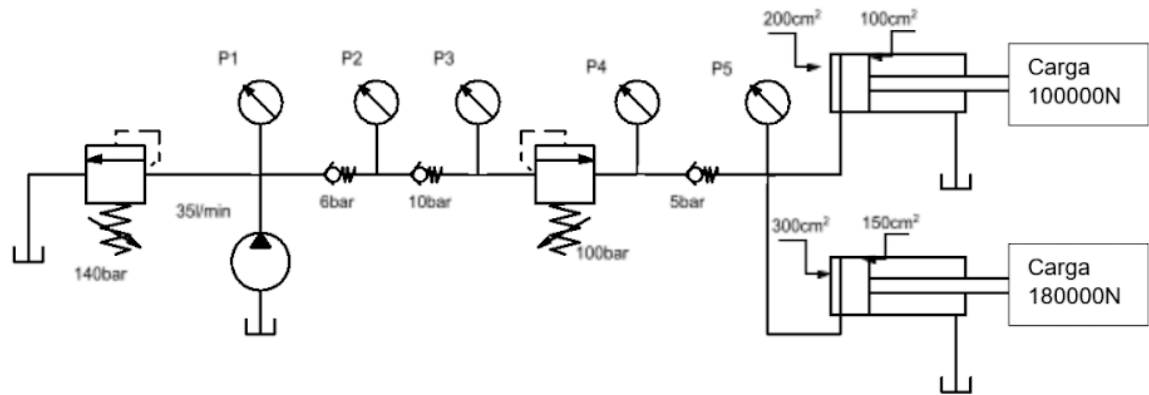 200cm²
100cm²
P1
P2
P3
P4
P5
Carga
100000N
35l/min
6bar
10bar
5bar
140bar
100bar
300cm²
150cm²
Carga
180000N